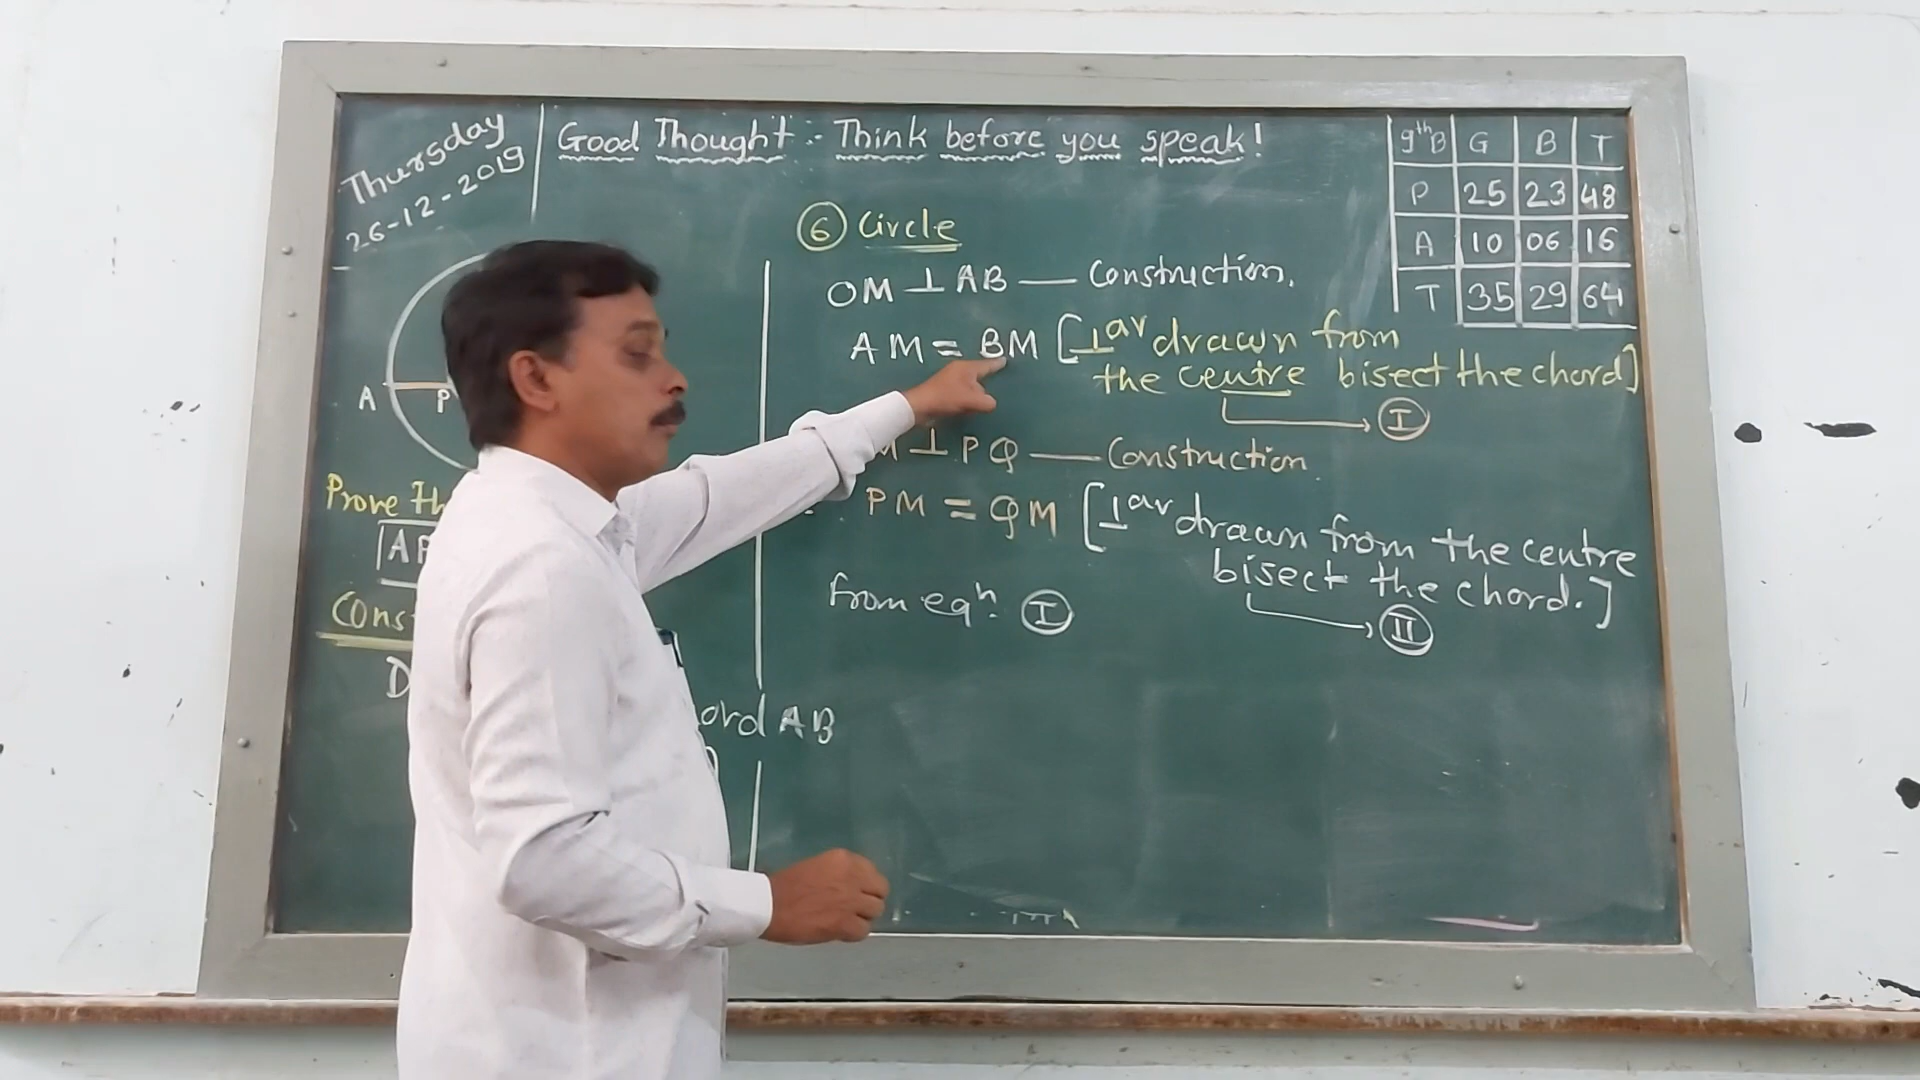 Thursday
26-12-2019
Good Thought :- Think before you speak!
9th B G B T
P 25 23 48
A 10 06 16
T 35 29 64
A P
Prove
6 Circle
OM ⊥ AB — Construction.
AM = BM [⊥ar drawn from
the centre bisect the chord]
I
M ⊥ PQ — Construction
PM = QM [⊥ar drawn from the centre
bisect the chord.]
II
from eqn. I
AB